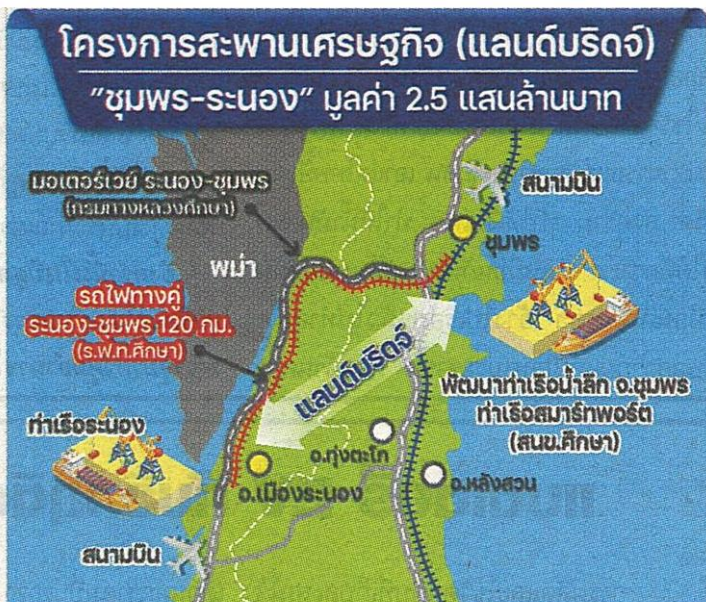 โครงการสะพานเศรษฐกิจ (แลนด์บริดจ์)
"ชุมพร-ระนอง" มูลค่า 2.5 แสนล้านบาท
มอเตอร์เวย์ ระนอง-ชุมพร
(กรมทางหลวงศึกษา)
สนามบิน
ชุมพร
พม่า
รถไฟทางคู่
ระนอง-ชุมพร 120 กม.
(ร.ฟ.ท.ศึกษา)
แลนด์บริดจ์
พัฒนาท่าเรือน้ำลึก จ.ชุมพร
ท่าเรือสมาร์ทพอร์ต
(สนข.ศึกษา)
ท่าเรือระนอง
อ.ทุ่งตะโก
อ.เมืองระนอง
อ.หลังสวน
สนามบิน